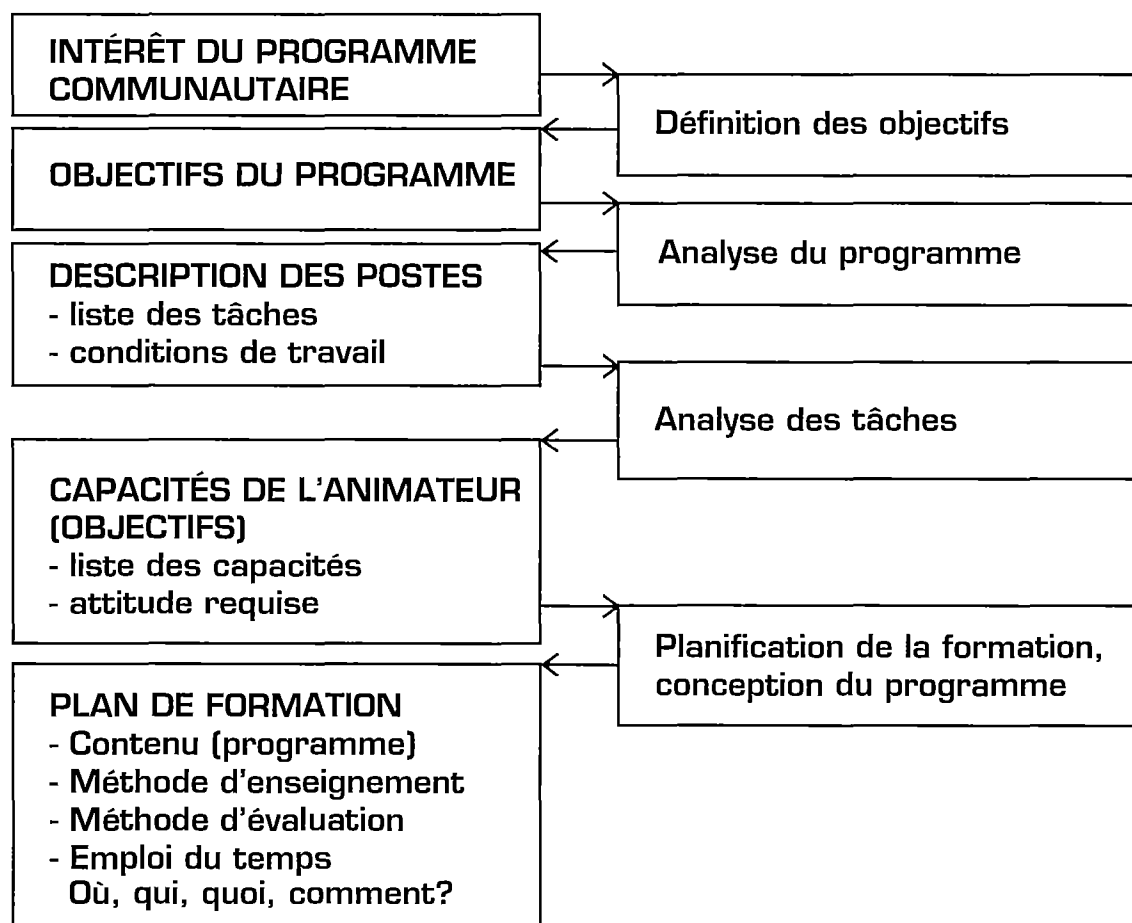 INTÉRÊT DU PROGRAMME
COMMUNAUTAIRE
Définition des objectifs
OBJECTIFS DU PROGRAMME
Analyse du programme
DESCRIPTION DES POSTES
- liste des tâches
- conditions de travail
Analyse des tâches
CAPACITÉS DE L'ANIMATEUR
(OBJECTIFS)
- liste des capacités
- attitude requise
Planification de la formation,
conception du programme
PLAN DE FORMATION
- Contenu (programme)
- Méthode d'enseignement
- Méthode d'évaluation
- Emploi du temps
Où, qui, quoi, comment?